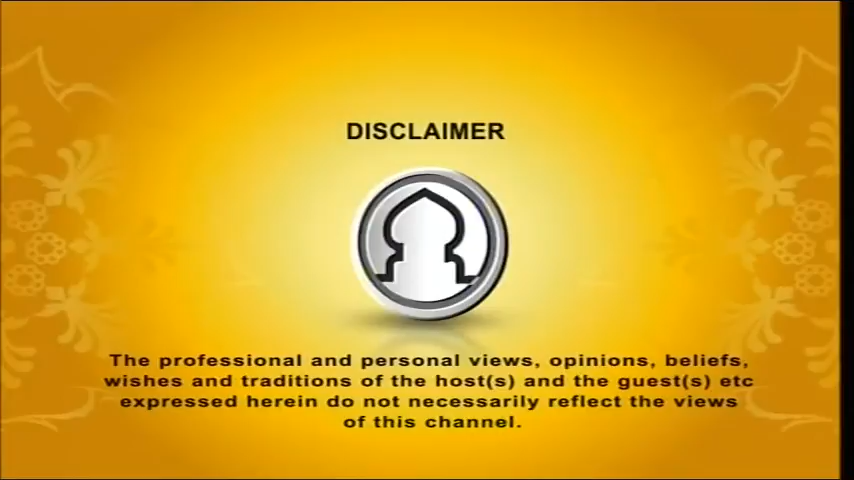 DISCLAIMER
The professional and personal views, opinions, beliefs,
wishes and traditions of the host(s) and the guest(s) etc
expressed herein do not necessarily reflect the views
of this channel.